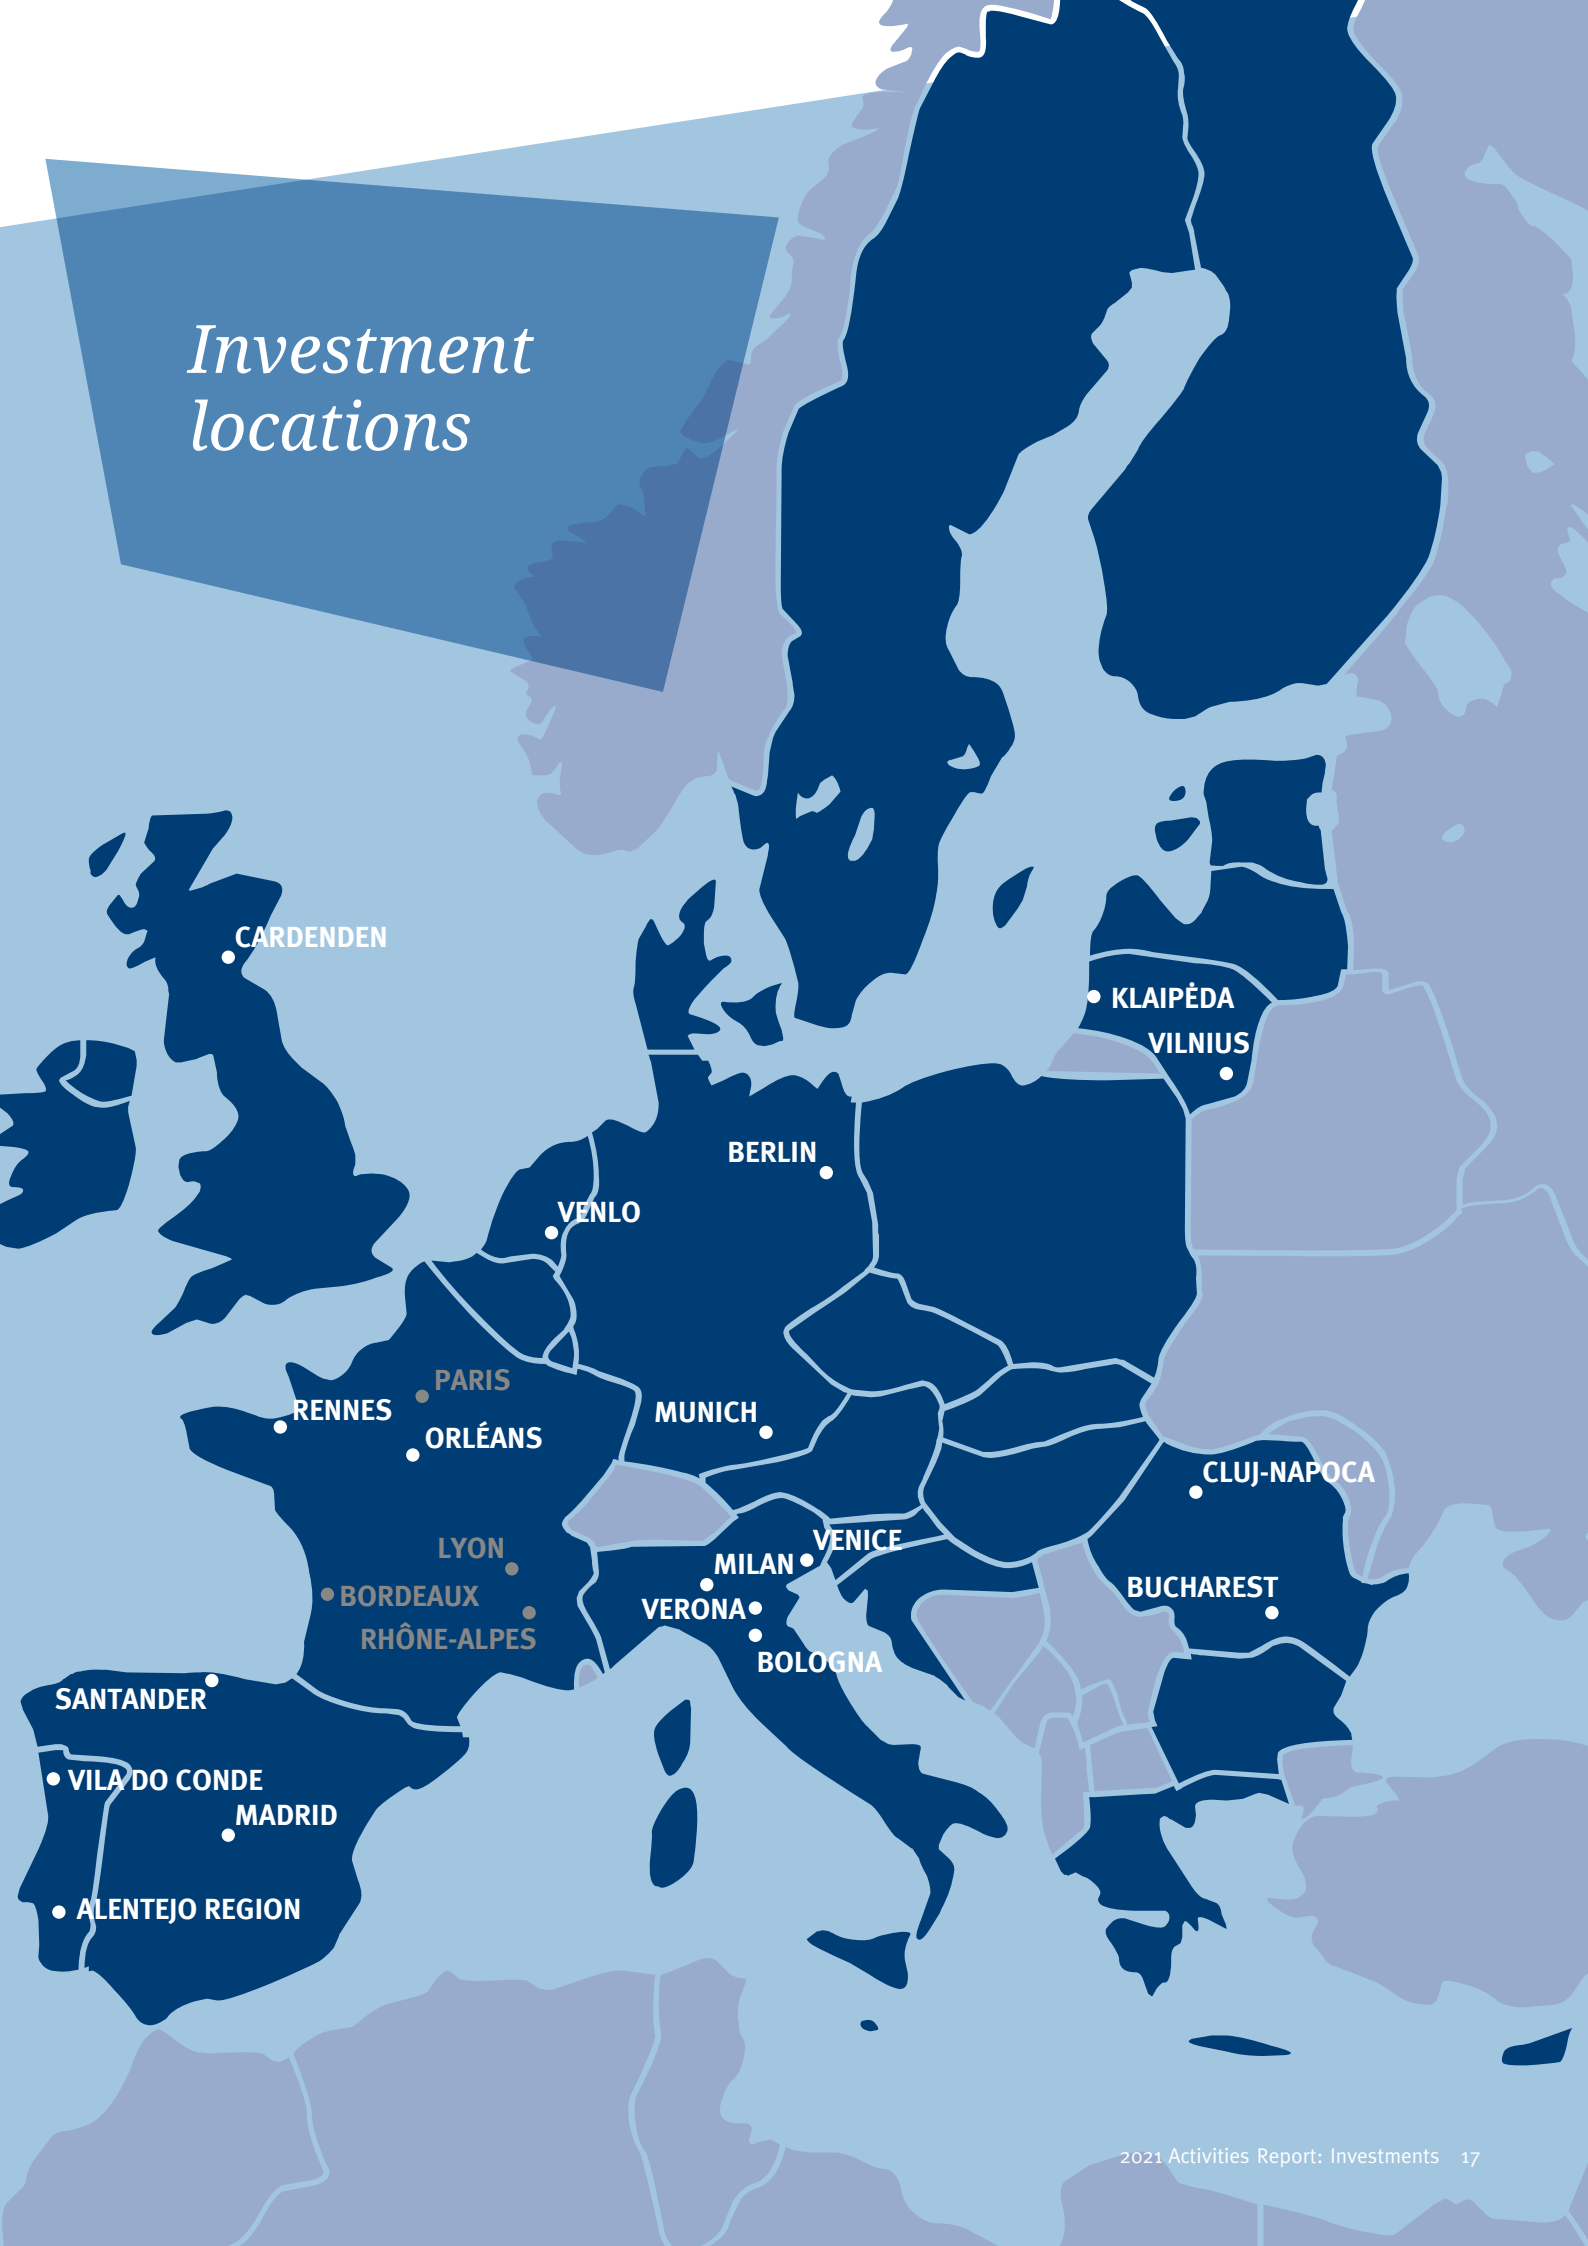 Investment
locations
CARDENDEN
KLAIPĖDA
VILNIUS
BERLIN
VENLO
PARIS
RENNES
ORLÉANS
MUNICH
CLUJ-NAPOCA
LYON
VENICE
MILAN
BORDEAUX
BUCHAREST
VERONA
RHÔNE-ALPES
BOLOGNA
SANTANDER
VILA DO CONDE
MADRID
ALENTEJO REGION
2021 Activities Report: Investments 17